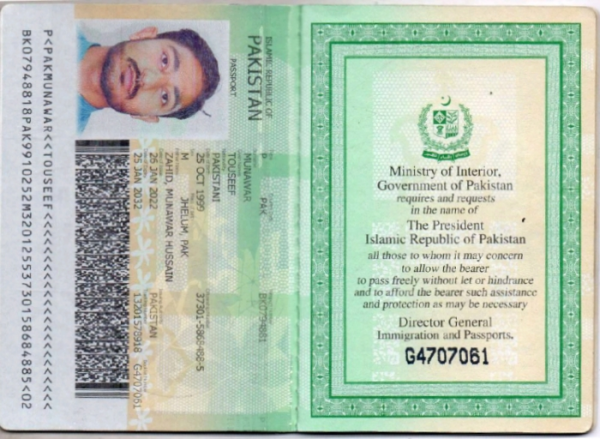 ISLAMIC REPUBLIC OF
PAKISTAN
PASSPORT
P PAK BK0794881
MUNAWAR
TOUSEEF
PAKISTANI
25 OCT 1999 37301-5868488-5
M JHELUM, PAK
ZAHID, MUNAWAR HUSSAIN
26 JAN 2022 PAKISTAN
25 JAN 2032 G4707061
P<PAKMUNAWAR<<TOUSEEF<<<<<<<<<<<<<<<<<<<<<<<
BK07948818PAK9910252M32012553730158684885<02
Ministry of Interior,
Government of Pakistan
requires and requests
in the name of
The President
Islamic Republic of Pakistan
all those to whom it may concern
to allow the bearer
to pass freely without let or hindrance
and to afford the bearer such assistance
and protection as may be necessary
Director General
Immigration and Passports.
G4707061